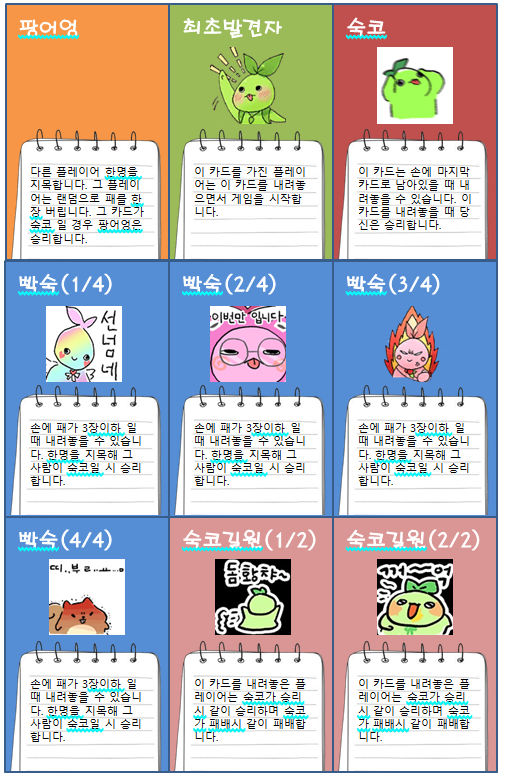 팡어엉
다른 플레이어 한명을
지목합니다. 그 플레이
어는 랜덤으로 패를 한
장 버립니다. 그 카드가
숙코 일 경우 팡어엉은
승리합니다.
최초발견자
이 카드를 가진 플레이
어는 이 카드를 내려놓
으면서 게임을 시작합
니다.
숙코
이 카드는 손에 마지막
카드로 남아있을 때 내
려놓을 수 있습니다. 이
카드를 내려놓을 때 당
신은 승리합니다.
빡숙(1/4)
선넘네
손에 패가 3장이하 일
때 내려놓을 수 있습니
다. 한명을 지목해 그
사람이 숙코일 시 승리
합니다.
빡숙(2/4)
이번만 입니다
손에 패가 3장이하 일
때 내려놓을 수 있습니
다. 한명을 지목해 그
사람이 숙코일 시 승리
합니다.
빡숙(3/4)
손에 패가 3장이하 일
때 내려놓을 수 있습니
다. 한명을 지목해 그
사람이 숙코일 시 승리
합니다.
빡숙(4/4)
손에 패가 3장이하 일
때 내려놓을 수 있습니
다. 한명을 지목해 그
사람이 숙코일 시 승리
합니다.
숙코길원(1/2)
돔황챠~
이 카드를 내려놓은 플
레이어는 숙코가 승리
시 같이 승리하며 숙코
가 패배시 같이 패배합
니다.
숙코길원(2/2)
꺼~억
이 카드를 내려놓은 플
레이어는 숙코가 승리
시 같이 승리하며 숙코
가 패배시 같이 패배합
니다.